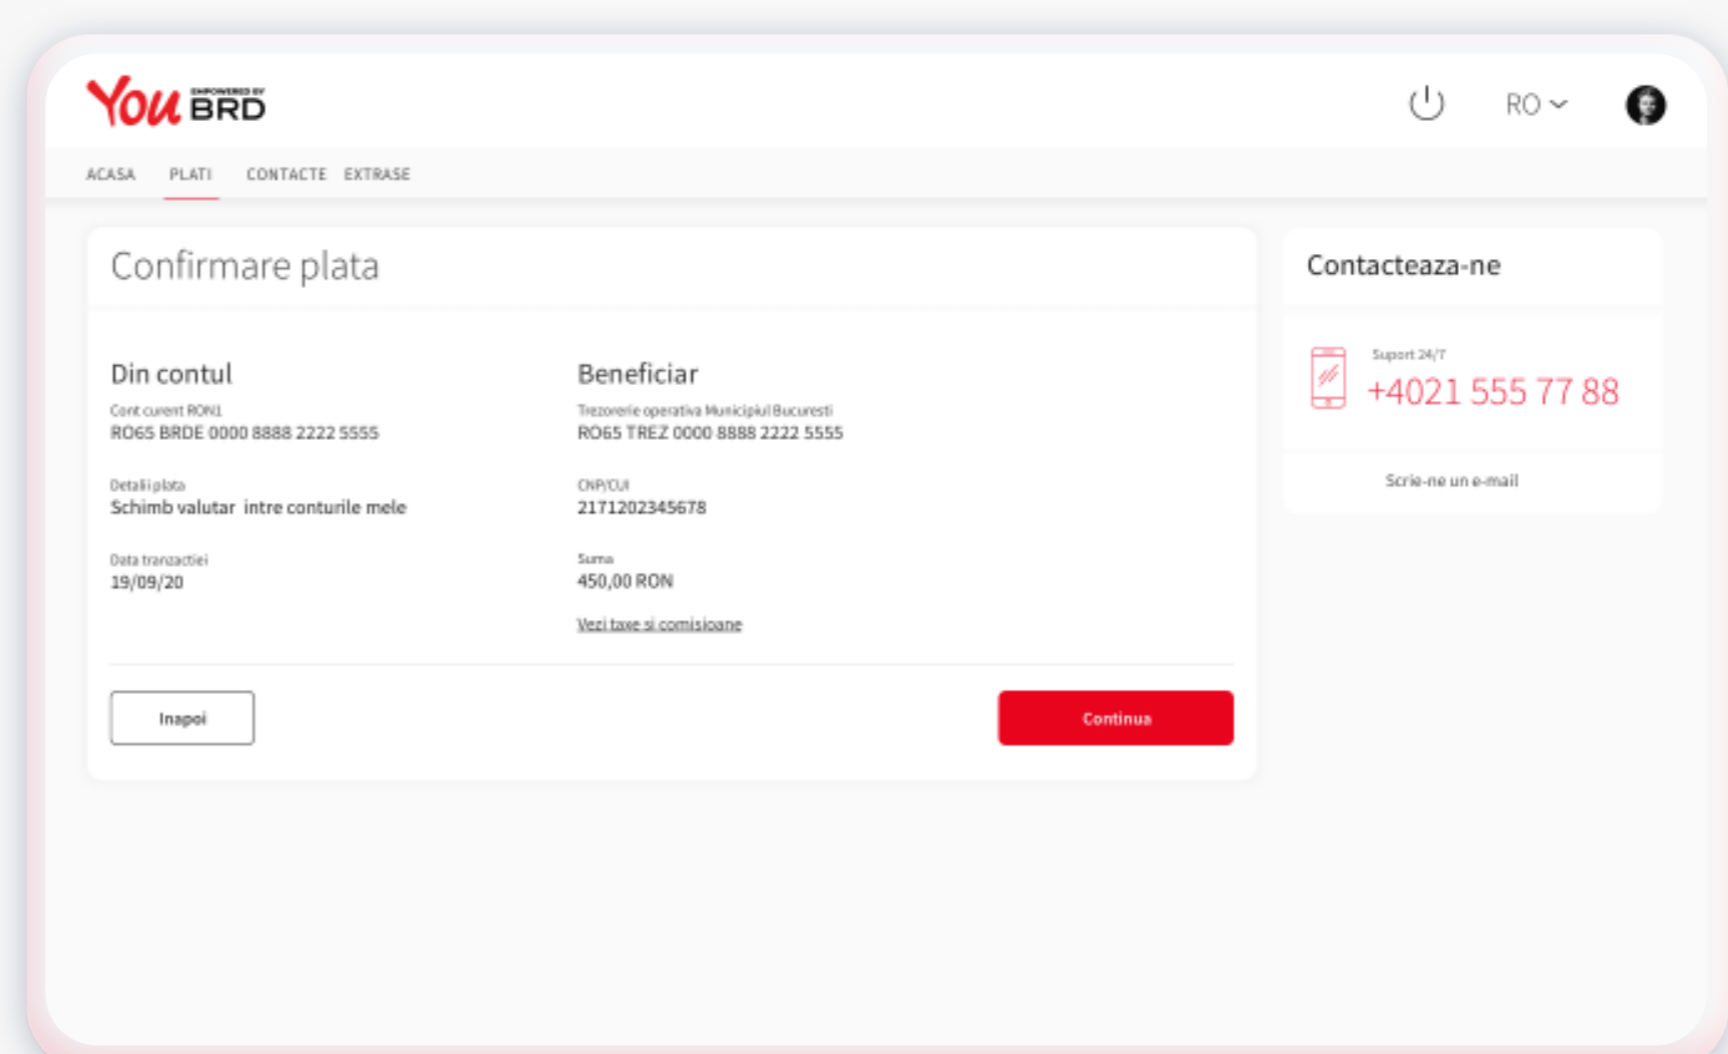 You EMPOWERED BY BRD
RO
ACASA PLATI CONTACTE EXTRASE
Confirmare plata
Din contul
Cont curent RON1
RO65 BRDE 0000 8888 2222 5555
Detalii plata
Schimb valutar intre conturile mele
Data tranzactiei
19/09/20
Beneficiar
Trezorerie operativa Municipiul Bucuresti
RO65 TREZ 0000 8888 2222 5555
CNP/CUI
2171202345678
Suma
450,00 RON
Vezi taxe si comisioane
Inapoi
Continua
Contacteaza-ne
Suport 24/7
+4021 555 77 88
Scrie-ne un e-mail